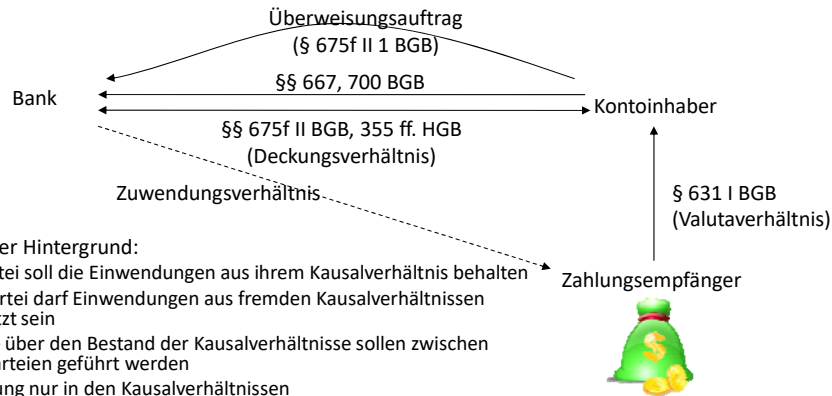 Überweisungsauftrag
(§ 675f II 1 BGB)
§§ 667, 700 BGB
Bank
Kontoinhaber
§§ 675f II BGB, 355 ff. HGB
(Deckungsverhältnis)
Zuwendungsverhältnis
§ 631 I BGB
(Valutaverhältnis)
er Hintergrund:
tei soll die Einwendungen aus ihrem Kausalverhältnis behalten
Zahlungsempfänger
rtei darf Einwendungen aus fremden Kausalverhältnissen
tzt sein
über den Bestand der Kausalverhältnisse sollen zwischen
arteien geführt werden
ung nur in den Kausalverhältnissen